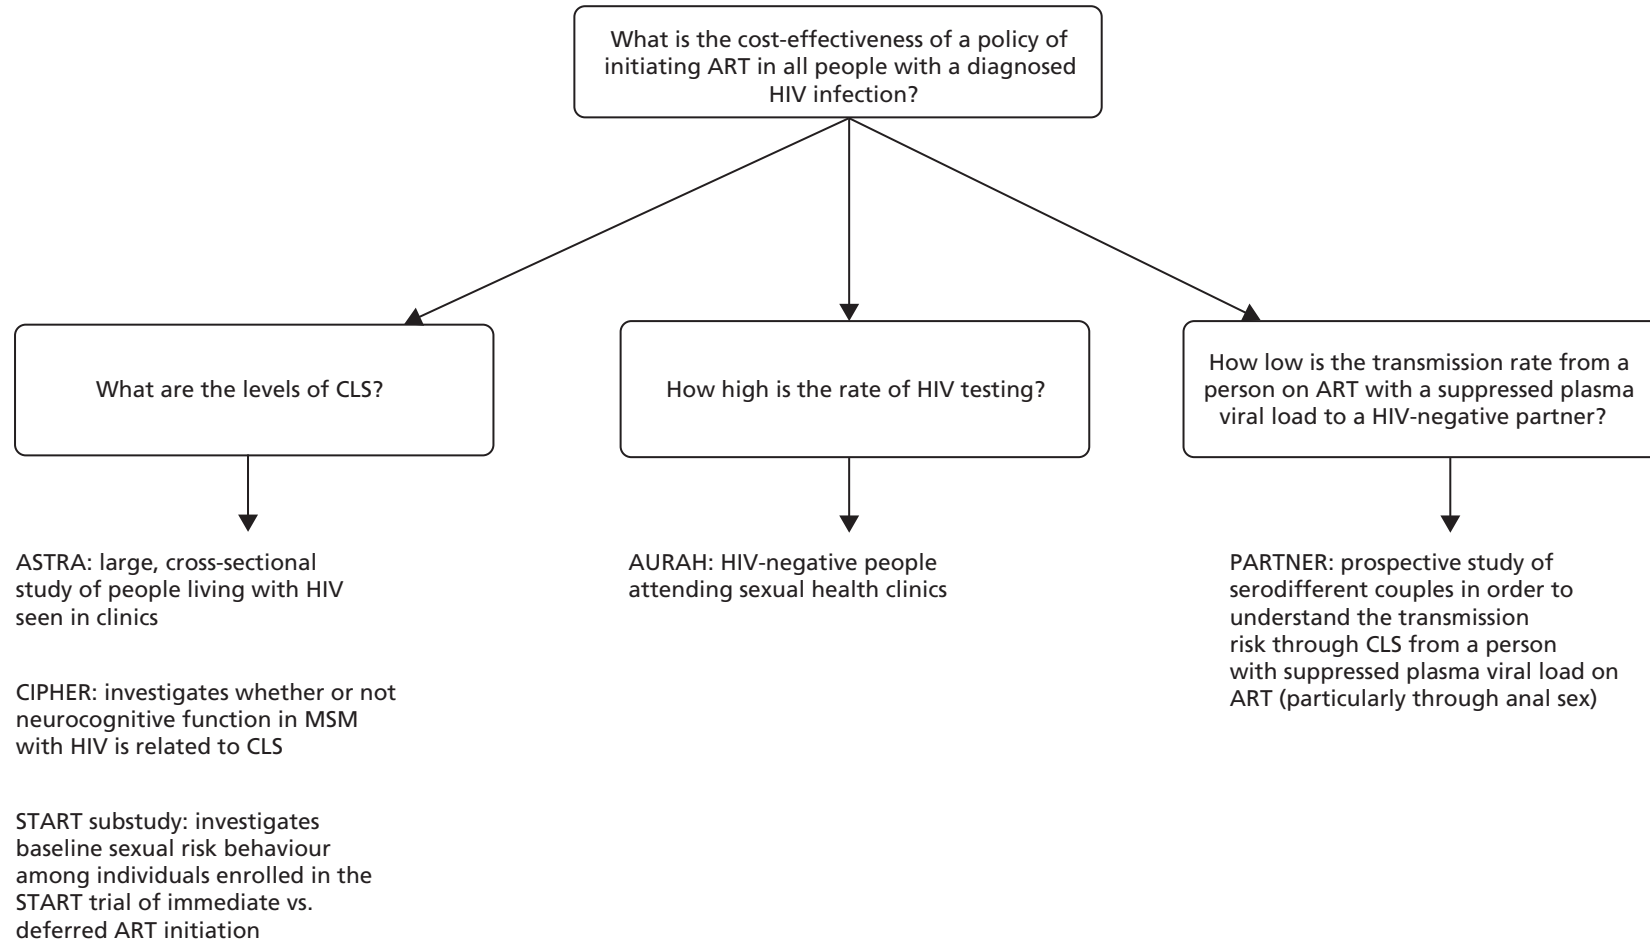 What is the cost-effectiveness of a policy of
initiating ART in all people with a diagnosed
HIV infection?
What are the levels of CLS?
How high is the rate of HIV testing?
How low is the transmission rate from a
person on ART with a suppressed plasma
viral load to a HIV-negative partner?
ASTRA: large, cross-sectional
study of people living with HIV
seen in clinics
CIPHER: investigates whether or not
neurocognitive function in MSM
with HIV is related to CLS
START substudy: investigates
baseline sexual risk behaviour
among individuals enrolled in the
START trial of immediate vs.
deferred ART initiation
AURAH: HIV-negative people
attending sexual health clinics
PARTNER: prospective study of
serodifferent couples in order to
understand the transmission
risk through CLS from a person
with suppressed plasma viral load on
ART (particularly through anal sex)